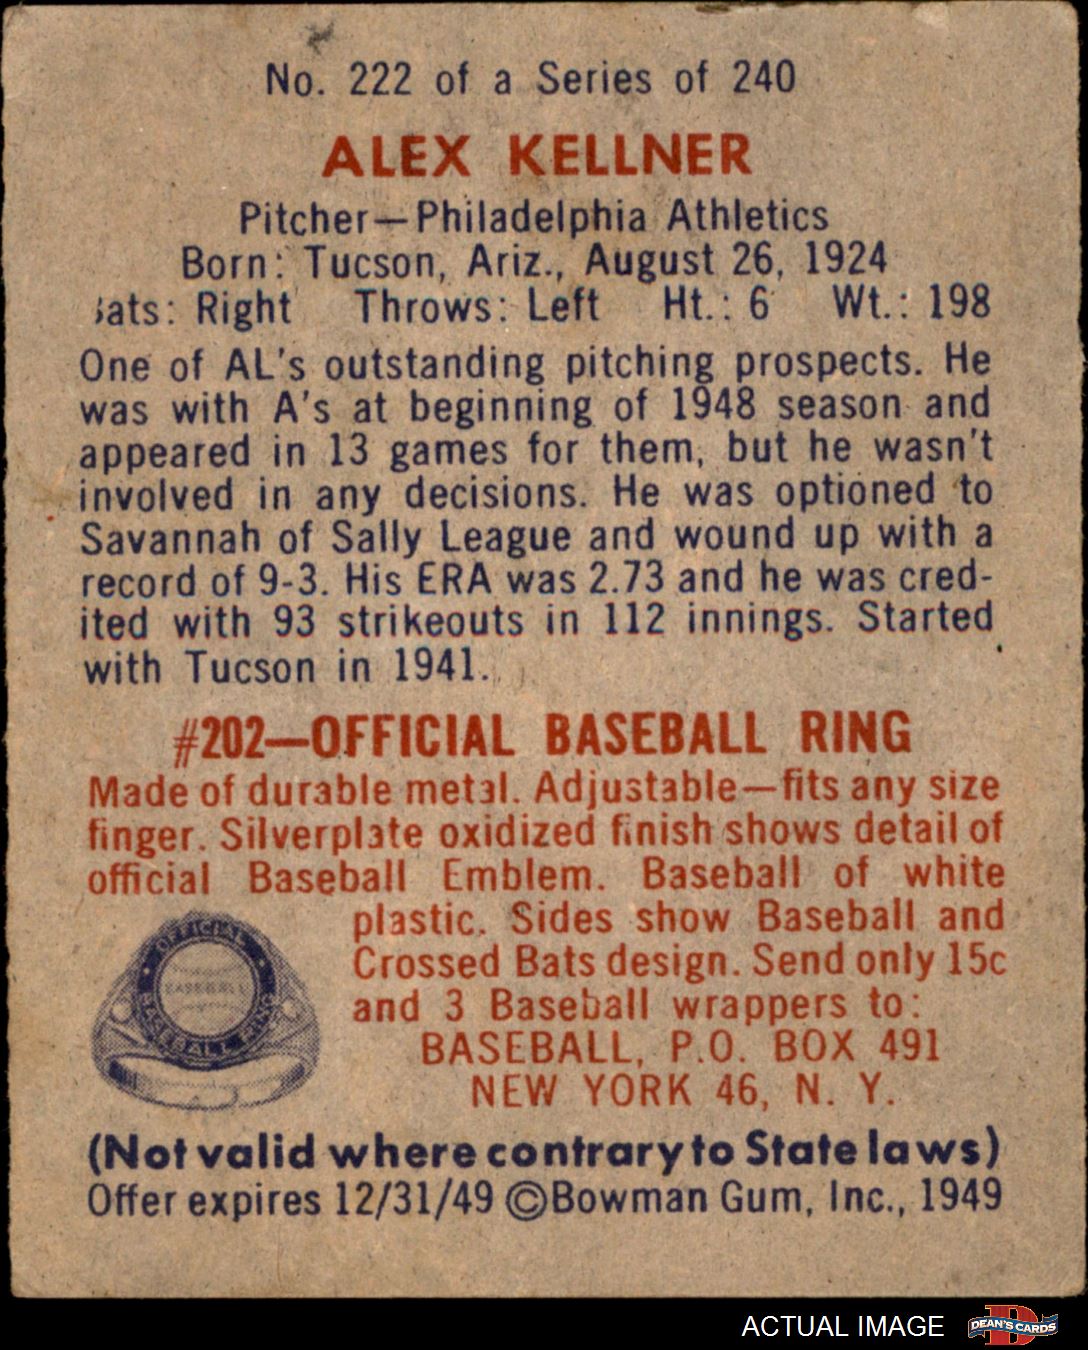 No. 222 of a Series of 240
ALEX KELLNER
Pitcher—Philadelphia Athletics
Born: Tucson, Ariz., August 26, 1924
Bats: Right Throws: Left Ht.: 6 Wt.: 198
One of AL's outstanding pitching prospects. He
was with A's at beginning of 1948 season and
appeared in 13 games for them, but he wasn't
involved in any decisions. He was optioned to
Savannah of Sally League and wound up with a
record of 9-3. His ERA was 2.73 and he was cred-
ited with 93 strikeouts in 112 innings. Started
with Tucson in 1941.
#202—OFFICIAL BASEBALL RING
Made of durable metal. Adjustable—fits any size
finger. Silverplate oxidized finish shows detail of
official Baseball Emblem. Baseball of white
plastic. Sides show Baseball and
Crossed Bats design. Send only 15c
and 3 Baseball wrappers to:
BASEBALL, P.O. BOX 491
NEW YORK 46, N. Y.
OFFICIAL
BASEBALL
BASEBALL RING
(Not valid where contrary to State laws)
Offer expires 12/31/49 ©Bowman Gum, Inc., 1949
ACTUAL IMAGE
DEAN'S CARDS